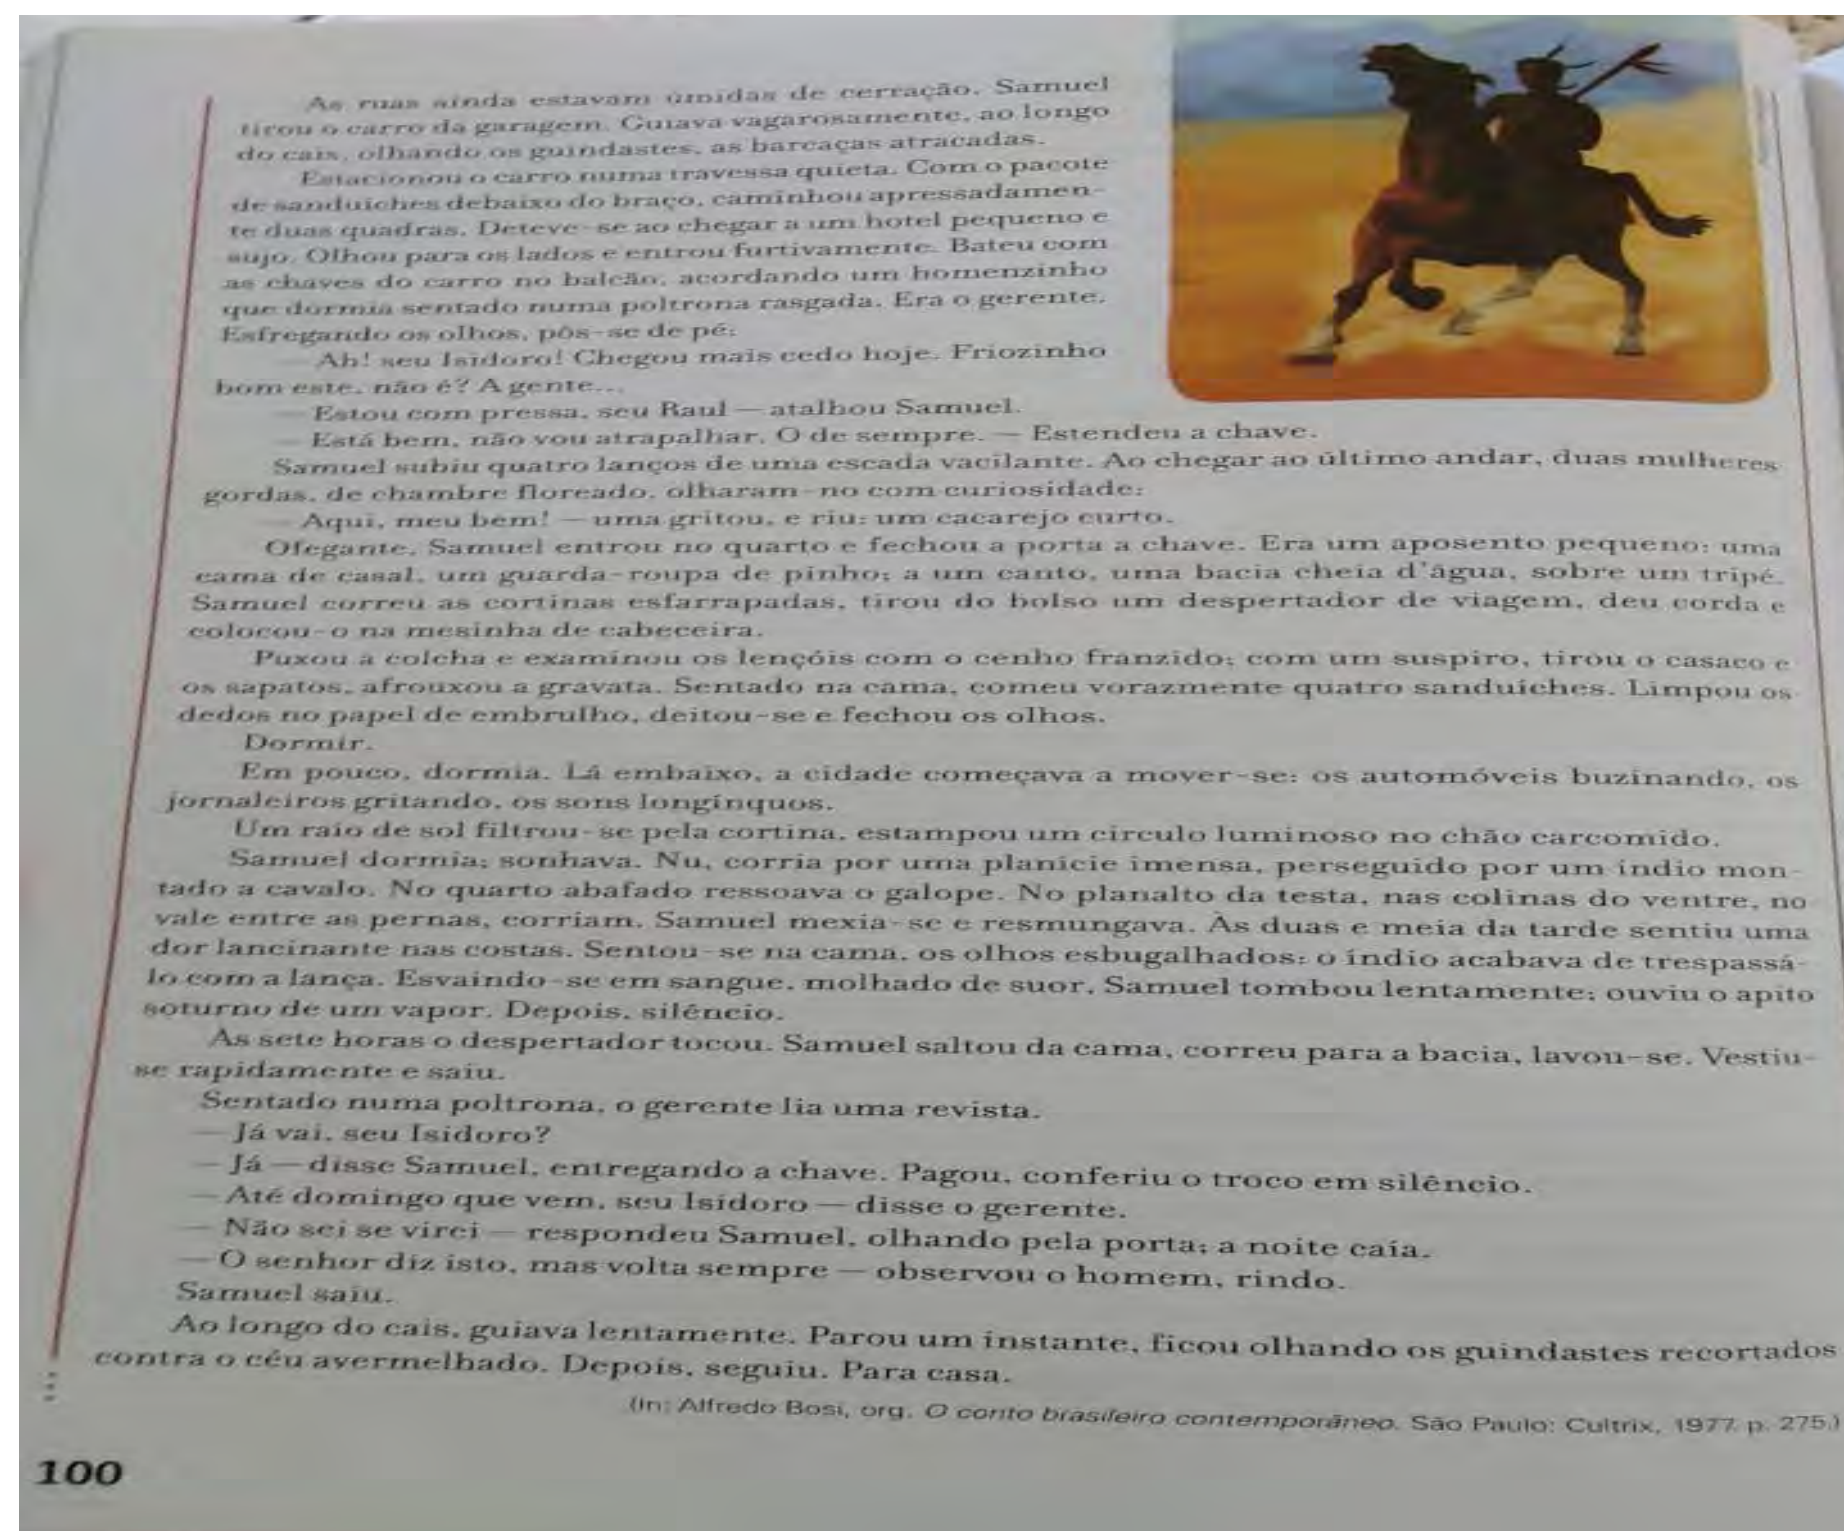 As ruas ainda estavam úmidas de cerração. Samuel
tirou o carro da garagem. Guiava vagarosamente, ao longo
do cais, olhando os guindastes, as barcaças atracadas.
Estacionou o carro numa travessa quieta. Com o pacote
de sanduíches debaixo do braço, caminhou apressadamen-
te duas quadras. Deteve-se ao chegar a um hotel pequeno e
sujo. Olhou para os lados e entrou furtivamente. Bateu com
as chaves do carro no balcão, acordando um homenzinho
que dormia sentado numa poltrona rasgada. Era o gerente.
Esfregando os olhos, pôs-se de pé:
— Ah! seu Isidoro! Chegou mais cedo hoje. Friozinho
bom este, não é? A gente...
— Estou com pressa, seu Raul — atalhou Samuel.
— Está bem, não vou atrapalhar. O de sempre. — Estendeu a chave.
Samuel subiu quatro lanços de uma escada vacilante. Ao chegar ao último andar, duas mulheres
gordas, de chambre floreado, olharam-no com curiosidade:
— Aqui, meu bem! — uma gritou, e riu: um cacarejo curto.
Ofegante, Samuel entrou no quarto e fechou a porta a chave. Era um aposento pequeno: uma
cama de casal, um guarda-roupa de pinho; a um canto, uma bacia cheia d'água, sobre um tripé.
Samuel correu as cortinas esfarrapadas, tirou do bolso um despertador de viagem, deu corda e
colocou-o na mesinha de cabeceira.
Puxou a colcha e examinou os lençóis com o cenho franzido; com um suspiro, tirou o casaco e
os sapatos, afrouxou a gravata. Sentado na cama, comeu vorazmente quatro sanduíches. Limpou os
dedos no papel de embrulho, deitou-se e fechou os olhos.
Dormir.
Em pouco, dormia. Lá embaixo, a cidade começava a mover-se: os automóveis buzinando, os
jornaleiros gritando, os sons longínquos.
Um raio de sol filtrou-se pela cortina, estampou um círculo luminoso no chão carcomido.
Samuel dormia; sonhava. Nu, corria por uma planície imensa, perseguido por um índio mon-
tado a cavalo. No quarto abafado ressoava o galope. No planalto da testa, nas colinas do ventre, no
vale entre as pernas, corriam. Samuel mexia-se e resmungava. Às duas e meia da tarde sentiu uma
dor lancinante nas costas. Sentou-se na cama, os olhos esbugalhados: o índio acabava de trespassá-
lo com a lança. Esvaindo-se em sangue, molhado de suor, Samuel tombou lentamente; ouviu o apito
soturno de um vapor. Depois, silêncio.
Às sete horas o despertador tocou. Samuel saltou da cama, correu para a bacia, lavou-se. Vestiu-
se rapidamente e saiu.
Sentado numa poltrona, o gerente lia uma revista.
— Já vai, seu Isidoro?
— Já — disse Samuel, entregando a chave. Pagou, conferiu o troco em silêncio.
— Até domingo que vem, seu Isidoro — disse o gerente.
— Não sei se virei — respondeu Samuel, olhando pela porta; a noite caía.
— O senhor diz isto, mas volta sempre — observou o homem, rindo.
Samuel saiu.
Ao longo do cais, guiava lentamente. Parou um instante, ficou olhando os guindastes recortados
contra o céu avermelhado. Depois, seguiu. Para casa.
(In: Alfredo Bosi, org. O conto brasileiro contemporâneo. São Paulo: Cultrix, 1977. p. 275.)
100